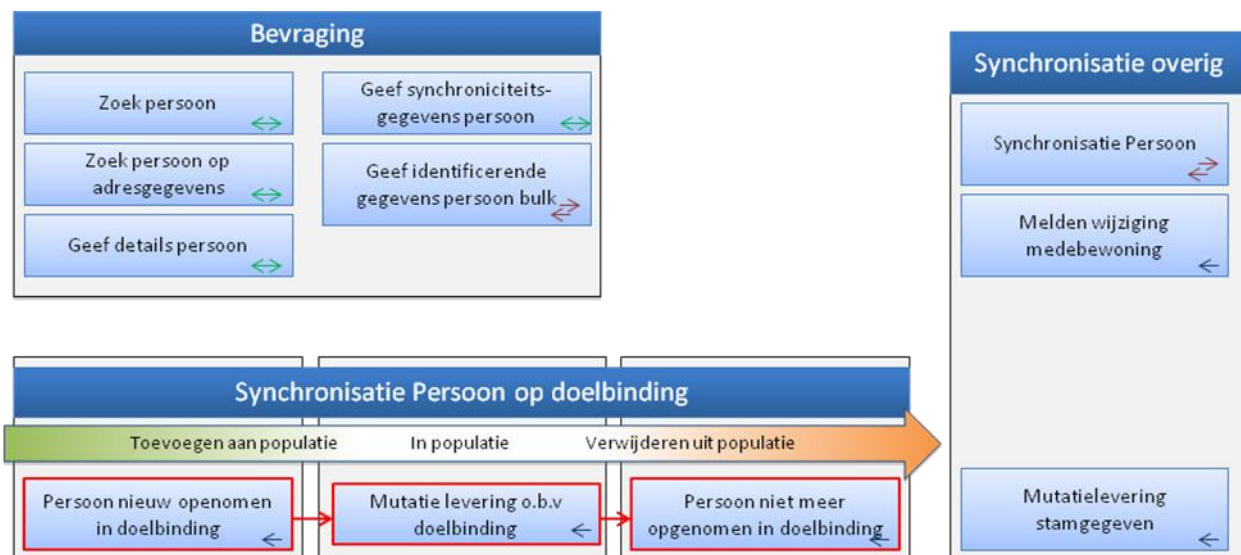 Bevraging
Zoek persoon
Zoek persoon op
adresgegevens
Geef details persoon
Geef synchroniciteits-
gegevens persoon
Geef identificerende
gegevens persoon bulk
Synchronisatie overig
Synchronisatie Persoon
Melden wijziging
medebewoning
Mutatielevering
stamgegeven
Synchronisatie Persoon op doelbinding
Toevoegen aan populatie
In populatie
Verwijderen uit populatie
Persoon nieuw openomen
in doelbinding
Mutatie levering o.b.v
doelbinding
Persoon niet meer
opgenomen in doelbinding